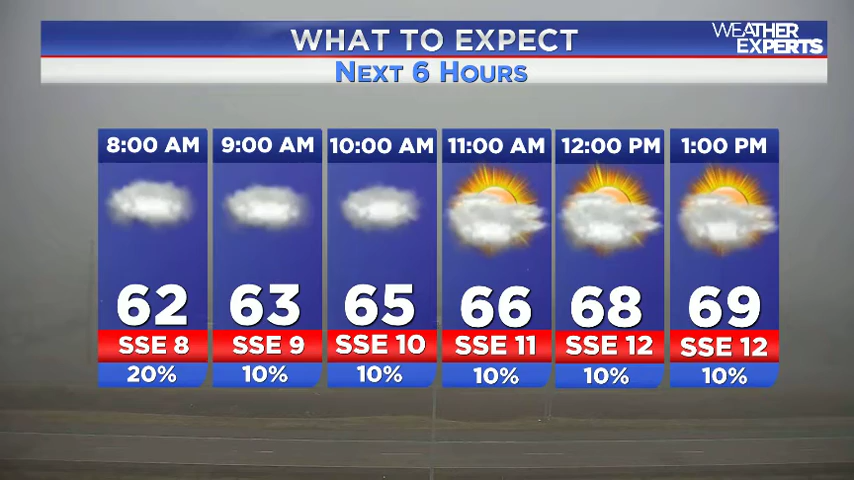 WHAT TO EXPECT
WEATHER
EXPERTS
NEXT 6 HOURS
8:00 AM 9:00 AM 10:00 AM 11:00 AM 12:00 PM 1:00 PM
62 63 65 66 68 69
SSE 8 SSE 9 SSE 10 SSE 11 SSE 12 SSE 12
20% 10% 10% 10% 10% 10%